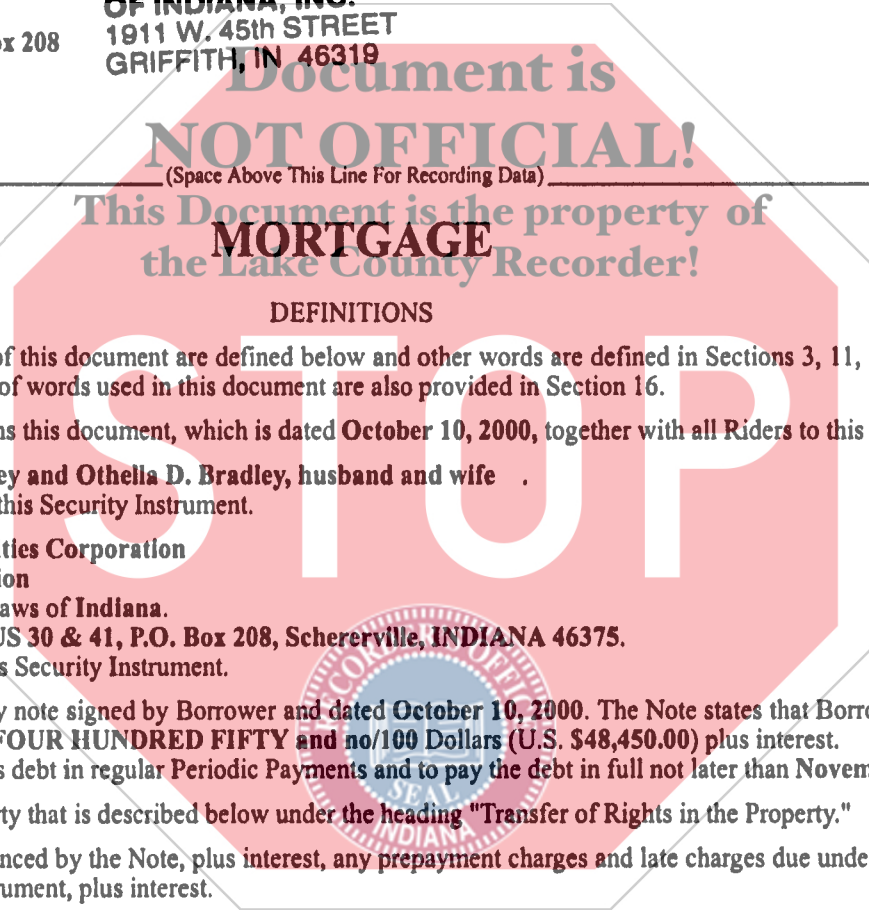 OF INDIANA, INC.
ox 208
1911 W. 45th STREET
GRIFFITH, IN 46319
Document is
NOT OFFICIAL!
(Space Above This Line For Recording Data)
This Document is the property of
MORTGAGE
the Lake County Recorder!
DEFINITIONS
of this document are defined below and other words are defined in Sections 3, 11,
of words used in this document are also provided in Section 16.
ns this document, which is dated October 10, 2000, together with all Riders to this
ey and Othella D. Bradley, husband and wife .
this Security Instrument.
STOP
ties Corporation
ion
aws of Indiana.
US 30 & 41, P.O. Box 208, Schererville, INDIANA 46375.
s Security Instrument.
y note signed by Borrower and dated October 10, 2000. The Note states that Borro
FOUR HUNDRED FIFTY and no/100 Dollars (U.S. $48,450.00) plus interest.
s debt in regular Periodic Payments and to pay the debt in full not later than Novem
rty that is described below under the heading "Transfer of Rights in the Property."
nced by the Note, plus interest, any prepayment charges and late charges due unde
rument, plus interest.
SEAL
INDIANA